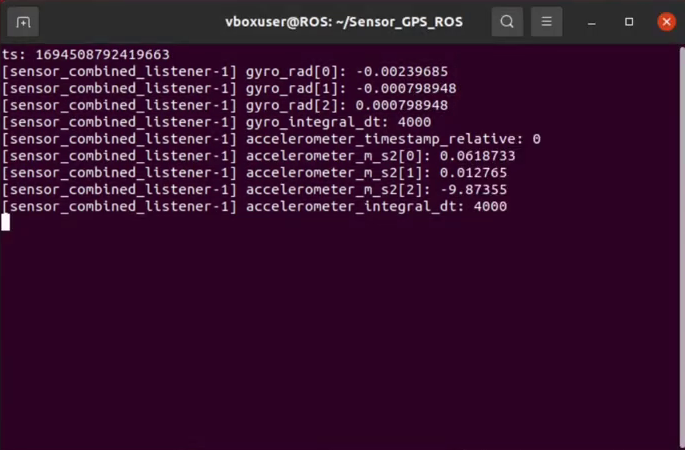 vboxuser@ROS: ~/Sensor_GPS_ROS
ts: 1694508792419663
[sensor_combined_listener-1] gyro_rad[0]: -0.00239685
[sensor_combined_listener-1] gyro_rad[1]: -0.000798948
[sensor_combined_listener-1] gyro_rad[2]: 0.000798948
[sensor_combined_listener-1] gyro_integral_dt: 4000
[sensor_combined_listener-1] accelerometer_timestamp_relative: 0
[sensor_combined_listener-1] accelerometer_m_s2[0]: 0.0618733
[sensor_combined_listener-1] accelerometer_m_s2[1]: 0.012765
[sensor_combined_listener-1] accelerometer_m_s2[2]: -9.87355
[sensor_combined_listener-1] accelerometer_integral_dt: 4000